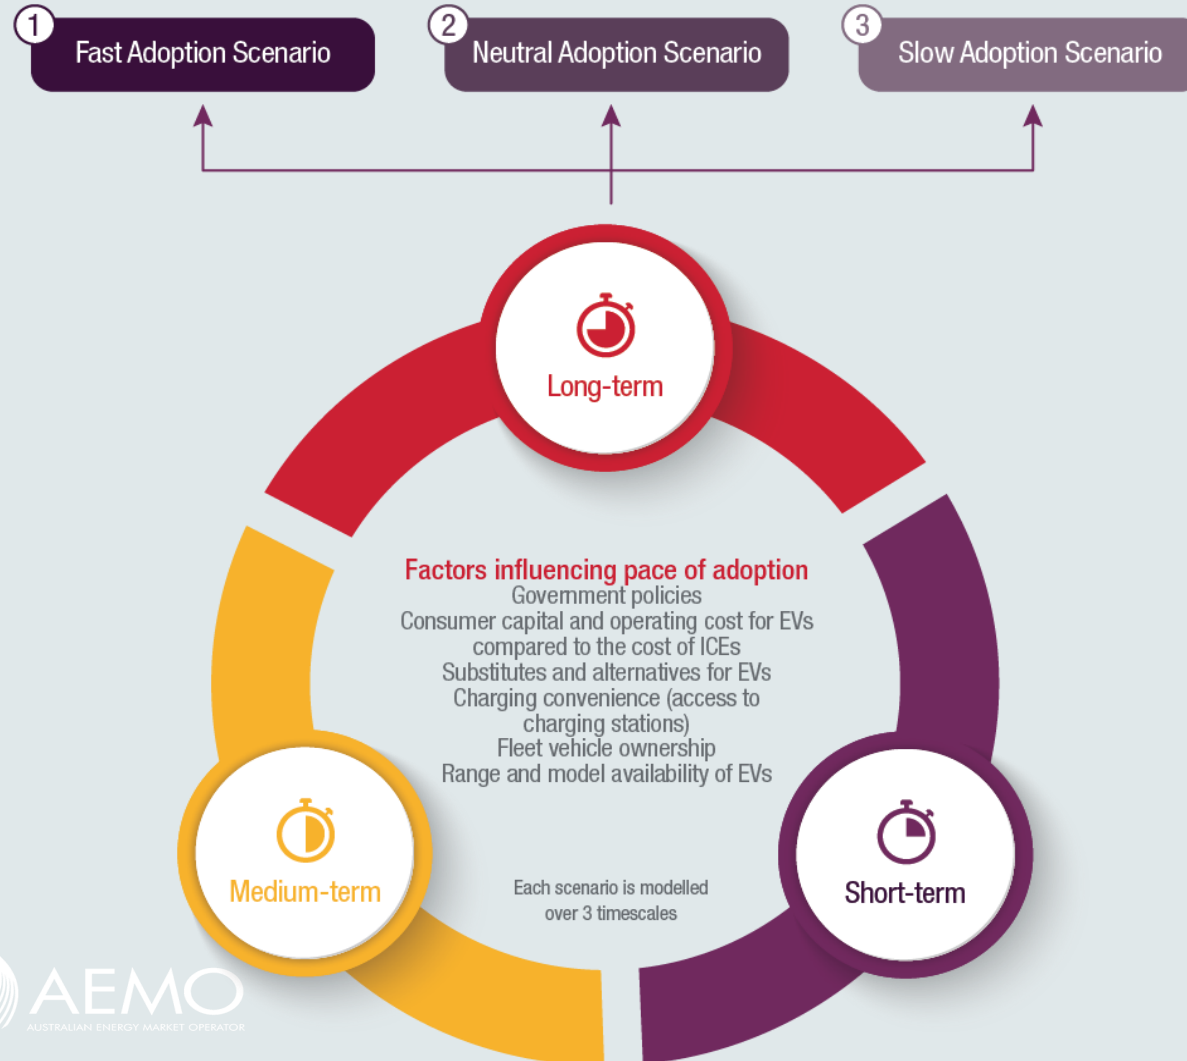 1
Fast Adoption Scenario
2
Neutral Adoption Scenario
3
Slow Adoption Scenario
Long-term
Factors influencing pace of adoption
Government policies
Consumer capital and operating cost for EVs
compared to the cost of ICEs
Substitutes and alternatives for EVs
Charging convenience (access to
charging stations)
Fleet vehicle ownership
Range and model availability of EVs
Medium-term
Each scenario is modelled
over 3 timescales
Short-term
AEMO
AUSTRALIAN ENERGY MARKET OPERATOR